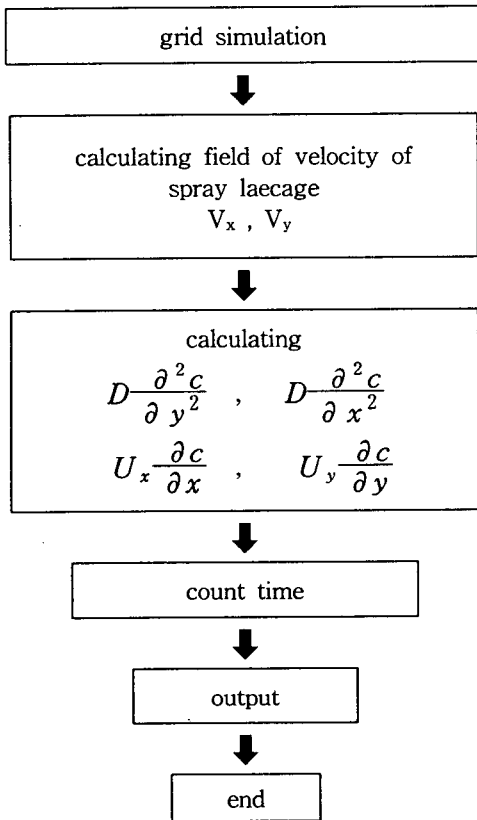 grid simulation
calculating field of velocity of
spray laecage
Vx , Vy
calculating
D ∂²c/∂y² , D ∂²c/∂x²
Ux ∂c/∂x , Uy ∂c/∂y
count time
output
end